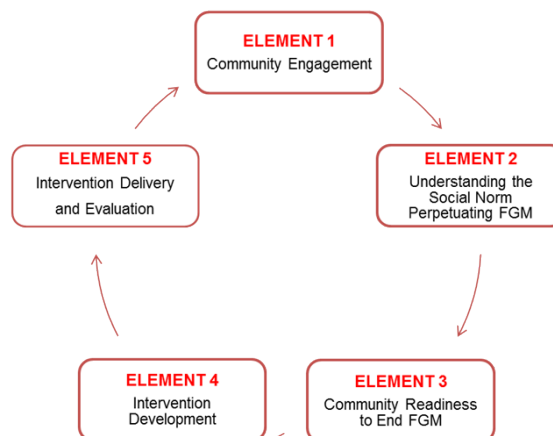 ELEMENT 1
Community Engagement
ELEMENT 2
Understanding the
Social Norm
Perpetuating FGM
ELEMENT 3
Community Readiness
to End FGM
ELEMENT 4
Intervention
Development
ELEMENT 5
Intervention Delivery
and Evaluation